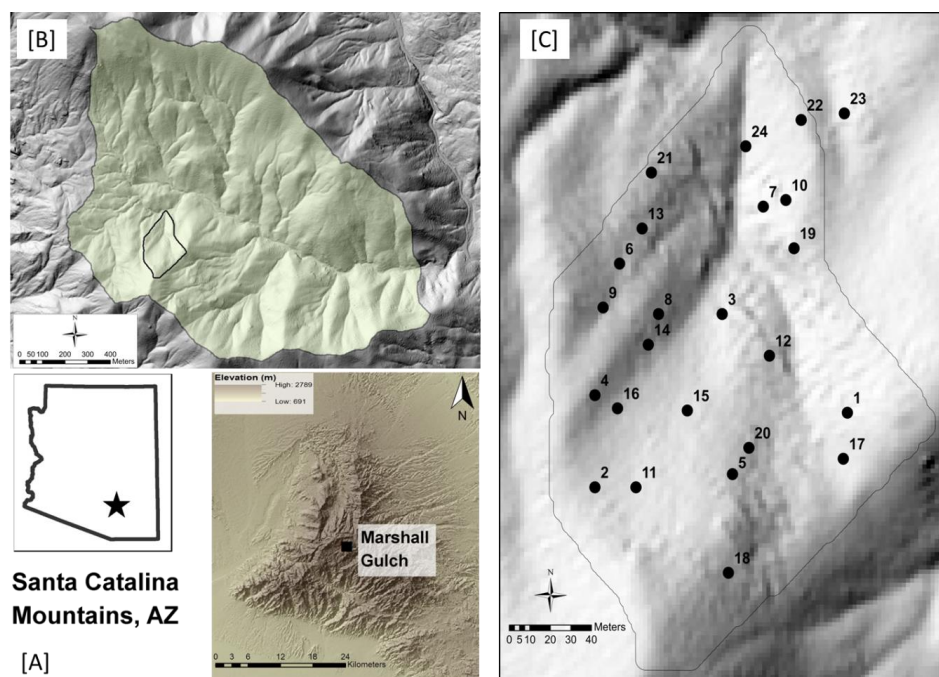 [B]
N
0 50 100 200 300 400
Meters
Elevation (m)
High: 2789
Low: 691
N
Marshall
Gulch
0 3 6 12 18 24
Kilometers
Santa Catalina
Mountains, AZ
[A]
[C]
23
22
24
21
10
7
13
19
6
9
8
3
14
12
4
16
15
1
20
17
5
2
11
18
N
Meters
0 5 10 20 30 40